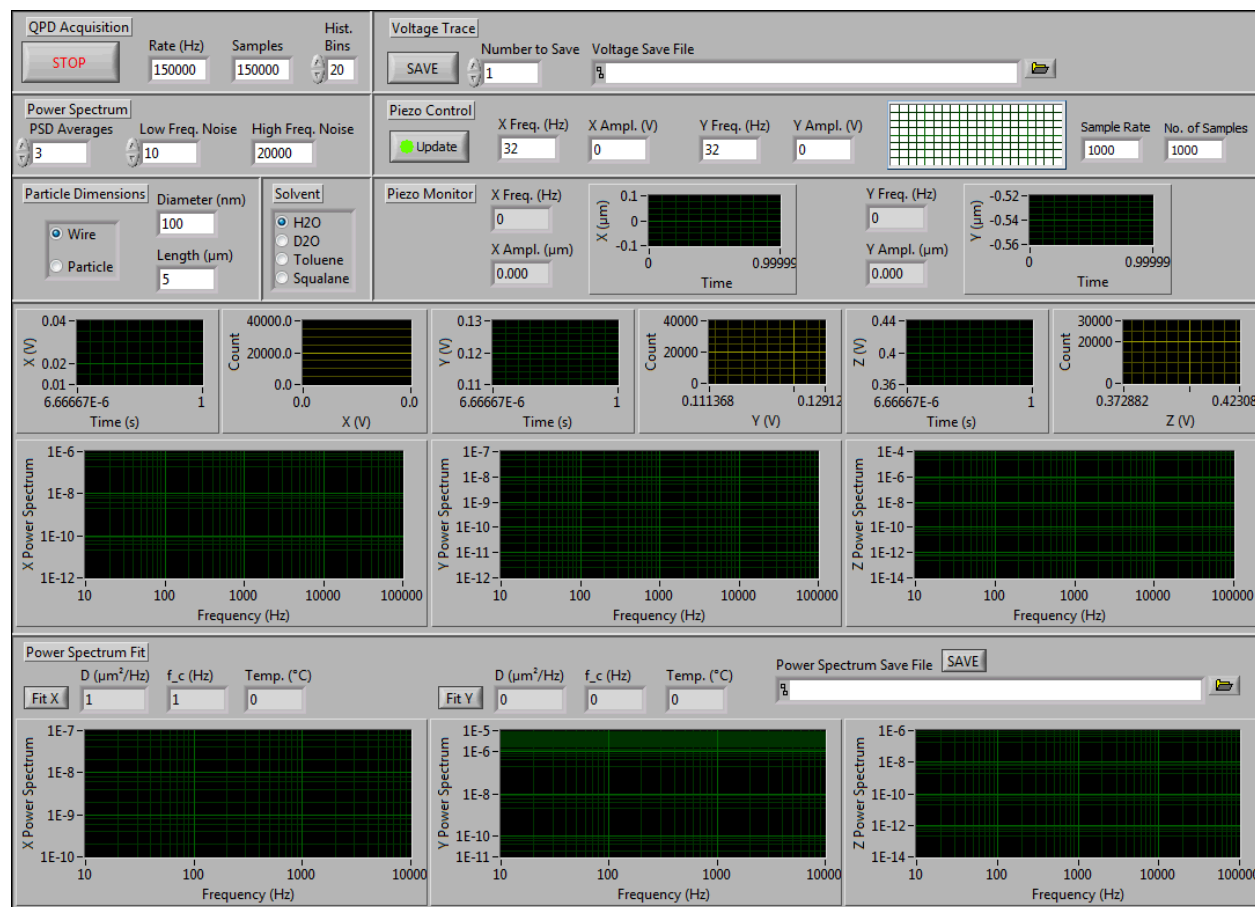 QPD Acquisition
STOP
Rate (Hz)
150000
Samples
150000
Hist.
Bins
20
Voltage Trace
SAVE
Number to Save
1
Voltage Save File
Power Spectrum
PSD Averages
3
Low Freq. Noise
10
High Freq. Noise
20000
Piezo Control
Update
X Freq. (Hz)
32
X Ampl. (V)
0
Y Freq. (Hz)
32
Y Ampl. (V)
0
Sample Rate
1000
No. of Samples
1000
Particle Dimensions
Wire
Particle
Diameter (nm)
100
Length (µm)
5
Solvent
H2O
D2O
Toluene
Squalane
Piezo Monitor
X Freq. (Hz)
0
X Ampl. (µm)
0.000
X (µm)
0.1
0
-0.1
0 0.99999
Time
Y Freq. (Hz)
0
Y Ampl. (µm)
0.000
Y (µm)
-0.52
-0.54
-0.56
0 0.99999
Time
X (V)
0.04
0.02
0.01
6.66667E-6 1
Time (s)
Count
40000.0
20000.0
0.0
0.0 0.0
X (V)
Y (V)
0.13
0.12
0.11
6.66667E-6 1
Time (s)
Count
40000
20000
0
0.111368 0.12912
Y (V)
Z (V)
0.44
0.4
0.36
6.66667E-6 1
Time (s)
Count
30000
20000
0
0.372882 0.42308
Z (V)
X Power Spectrum
1E-6
1E-8
1E-10
1E-12
10 100 1000 10000 100000
Frequency (Hz)
Y Power Spectrum
1E-7
1E-8
1E-9
1E-10
1E-11
1E-12
10 100 1000 10000 100000
Frequency (Hz)
Z Power Spectrum
1E-4
1E-6
1E-8
1E-10
1E-12
1E-14
10 100 1000 10000 100000
Frequency (Hz)
Power Spectrum Fit
Fit X
D (µm²/Hz)
1
f_c (Hz)
1
Temp. (°C)
0
Fit Y
D (µm²/Hz)
0
f_c (Hz)
0
Temp. (°C)
0
Power Spectrum Save File
SAVE
X Power Spectrum
1E-7
1E-8
1E-9
1E-10
10 100 1000 10000
Frequency (Hz)
Y Power Spectrum
1E-5
1E-6
1E-8
1E-10
1E-11
10 100 1000 10000
Frequency (Hz)
Z Power Spectrum
1E-6
1E-8
1E-10
1E-12
1E-14
10 100 1000 10000 100000
Frequency (Hz)